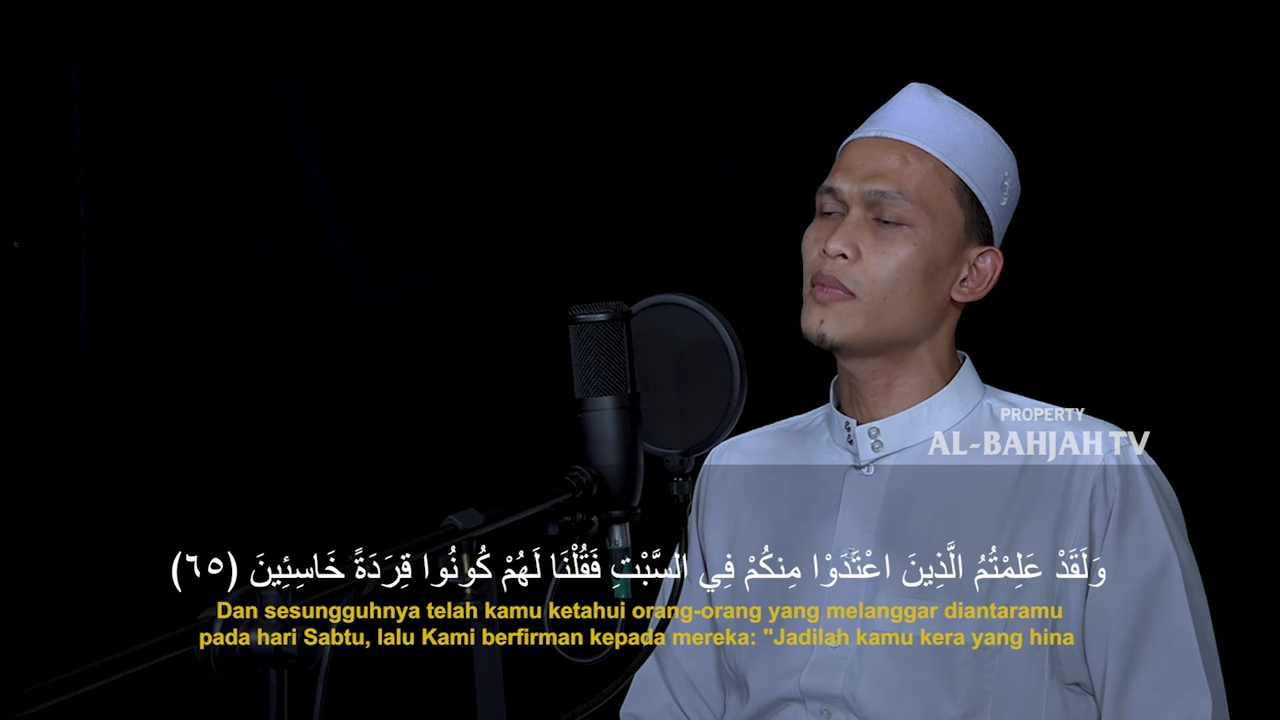 PROPERTY
AL-BAHJAH TV
وَلَقَدْ عَلِمْتُمُ الَّذِينَ اعْتَدَوْا مِنكُمْ فِي السَّبْتِ فَقُلْنَا لَهُمْ كُونُوا قِرَدَةً خَاسِئِينَ (٦٥)
Dan sesungguhnya telah kamu ketahui orang-orang yang melanggar diantaramu
pada hari Sabtu, lalu Kami berfirman kepada mereka: "Jadilah kamu kera yang hina